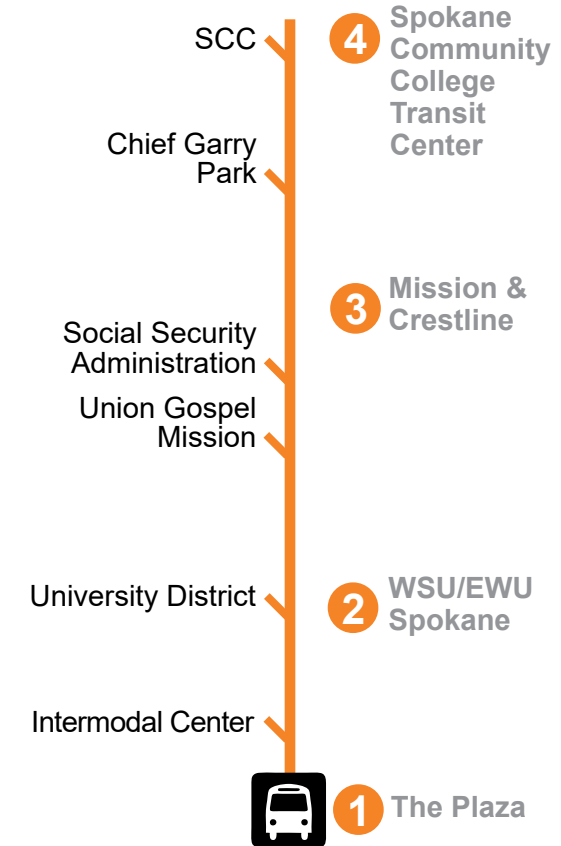 SCC
4
Spokane
Community
College
Transit
Center
Chief Garry
Park
3
Mission &
Crestline
Social Security
Administration
Union Gospel
Mission
University District
2
WSU/EWU
Spokane
Intermodal Center
1
The Plaza